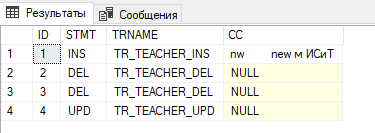 Результаты Сообщения
ID STMT TRNAME CC
1 1 INS TR_TEACHER_INS nw new м ИСиТ
2 2 DEL TR_TEACHER_DEL NULL
3 3 DEL TR_TEACHER_DEL NULL
4 4 UPD TR_TEACHER_UPD NULL